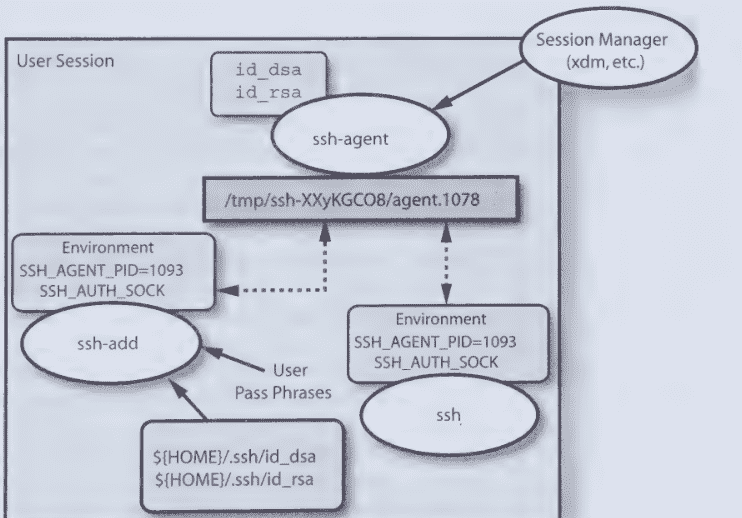 Session Manager
(xdm, etc.)
User Session
id_dsa
id_rsa
ssh-agent
/tmp/ssh-XXyKGCO8/agent.1078
Environment
SSH_AGENT_PID=1093
SSH_AUTH_SOCK
ssh-add
Environment
SSH_AGENT_PID=1093
SSH_AUTH_SOCK
ssh
User
Pass Phrases
${HOME}/.ssh/id_dsa
${HOME}/.ssh/id_rsa